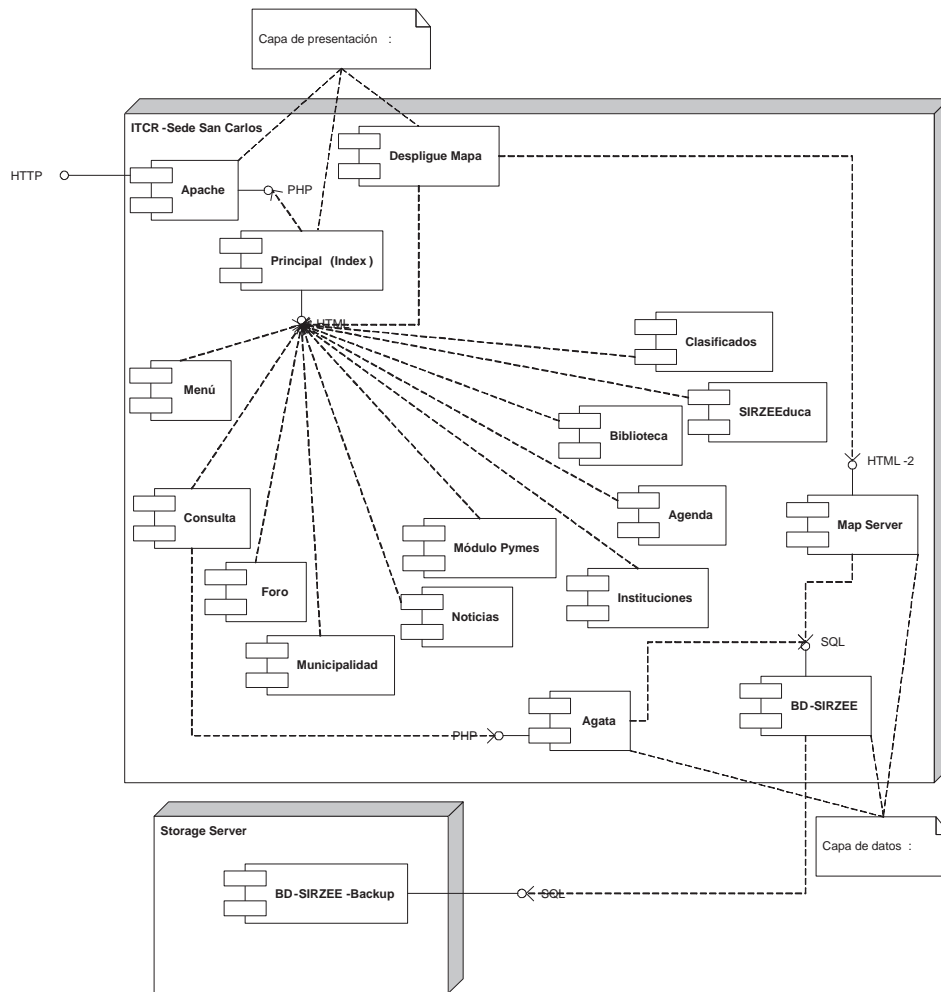 Capa de presentación :
ITCR -Sede San Carlos
Despligue Mapa
HTTP
Apache
PHP
Principal (Index )
HTML
Clasificados
Menú
SIRZEEduca
Biblioteca
HTML -2
Consulta
Agenda
Map Server
Módulo Pymes
Foro
Instituciones
Noticias
SQL
Municipalidad
BD -SIRZEE
Agata
PHP
Storage Server
Capa de datos :
BD -SIRZEE -Backup
SQL